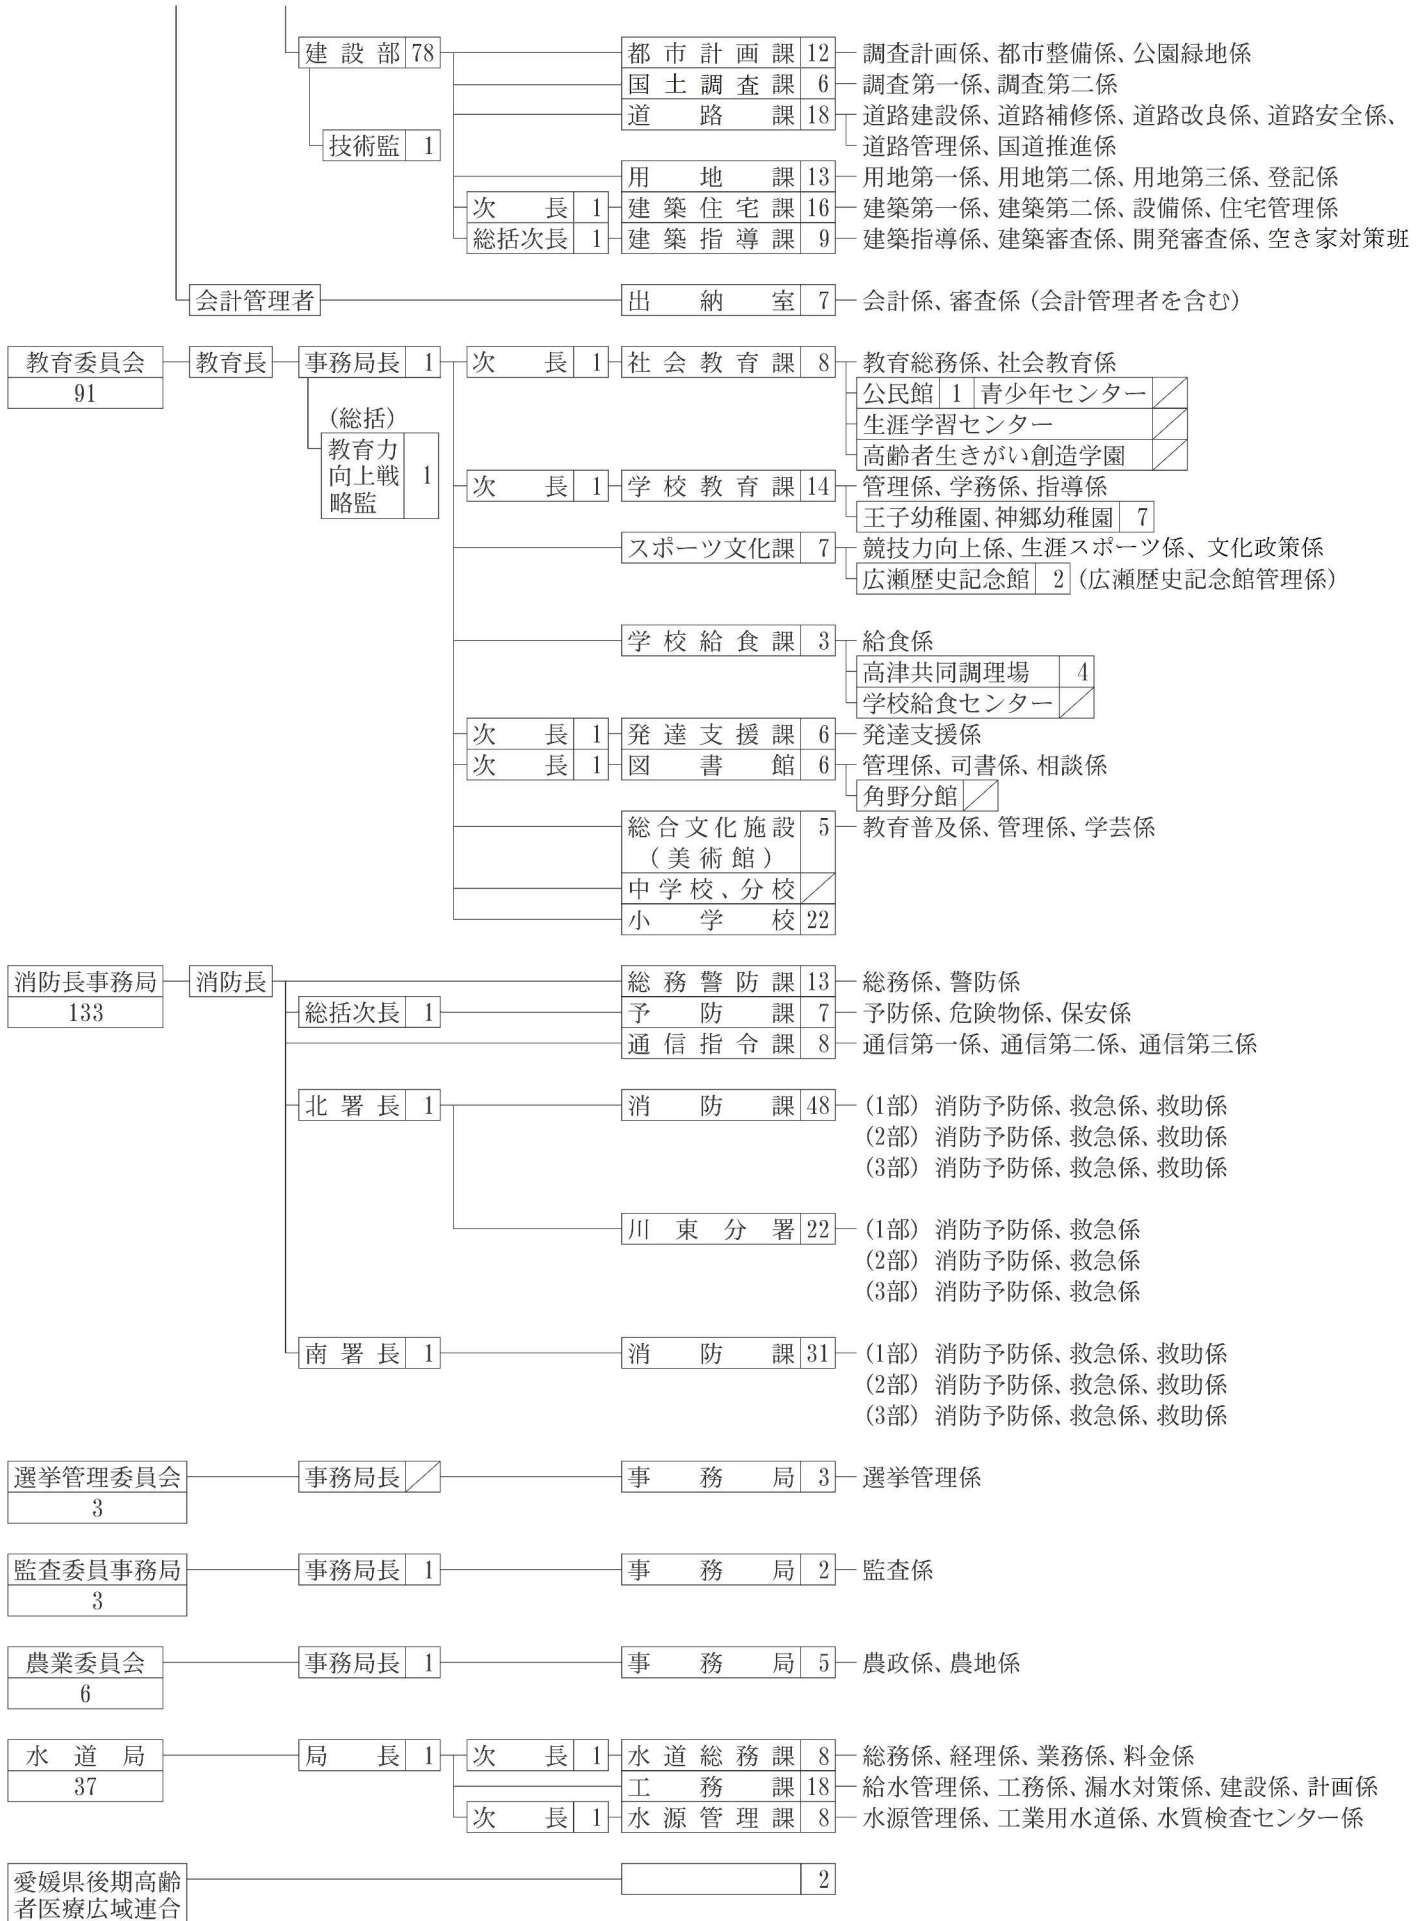 建設部 78 都市計画課 12 調査計画係、都市整備係、公園緑地係
国土調査課 6 調査第一係、調査第二係
道路課 18 道路建設係、道路補修係、道路改良係、道路安全係、
技術監 1 道路管理係、国道推進係
用地課 13 用地第一係、用地第二係、用地第三係、登記係
次長 1 建築住宅課 16 建築第一係、建築第二係、設備係、住宅管理係
総括次長 1 建築指導課 9 建築指導係、建築審査係、開発審査係、空き家対策班
会計管理者 出納室 7 会計係、審査係（会計管理者を含む）
教育委員会 教育長 事務局長 1 次長 1 社会教育課 8 教育総務係、社会教育係
91 公民館 1 青少年センター
（総括） 生涯学習センター
教育力 高齢者生きがい創造学園
向上戦 1 次長 1 学校教育課 14 管理係、学務係、指導係
略監 王子幼稚園、神郷幼稚園 7
スポーツ文化課 7 競技力向上係、生涯スポーツ係、文化政策係
広瀬歴史記念館 2（広瀬歴史記念館管理係）
学校給食課 3 給食係
高津共同調理場 4
学校給食センター
次長 1 発達支援課 6 発達支援係
次長 1 図書館 6 管理係、司書係、相談係
角野分館
総合文化施設 5 教育普及係、管理係、学芸係
（美術館）
中学校、分校
小学校 22
消防長事務局 消防長 総務警防課 13 総務係、警防係
133 総括次長 1 予防課 7 予防係、危険物係、保安係
通信指令課 8 通信第一係、通信第二係、通信第三係
北署長 1 消防課 48 （1部）消防予防係、救急係、救助係
（2部）消防予防係、救急係、救助係
（3部）消防予防係、救急係、救助係
川東分署 22 （1部）消防予防係、救急係
（2部）消防予防係、救急係
（3部）消防予防係、救急係
南署長 1 消防課 31 （1部）消防予防係、救急係、救助係
（2部）消防予防係、救急係、救助係
（3部）消防予防係、救急係、救助係
選挙管理委員会 事務局長 事務局 3 選挙管理係
3
監査委員事務局 事務局長 1 事務局 2 監査係
3
農業委員会 事務局長 1 事務局 5 農政係、農地係
6
水道局 局長 1 次長 1 水道総務課 8 総務係、経理係、業務係、料金係
37 工務課 18 給水管理係、工務係、漏水対策係、建設係、計画係
次長 1 水源管理課 8 水源管理係、工業用水道係、水質検査センター係
愛媛県後期高齢 2
者医療広域連合